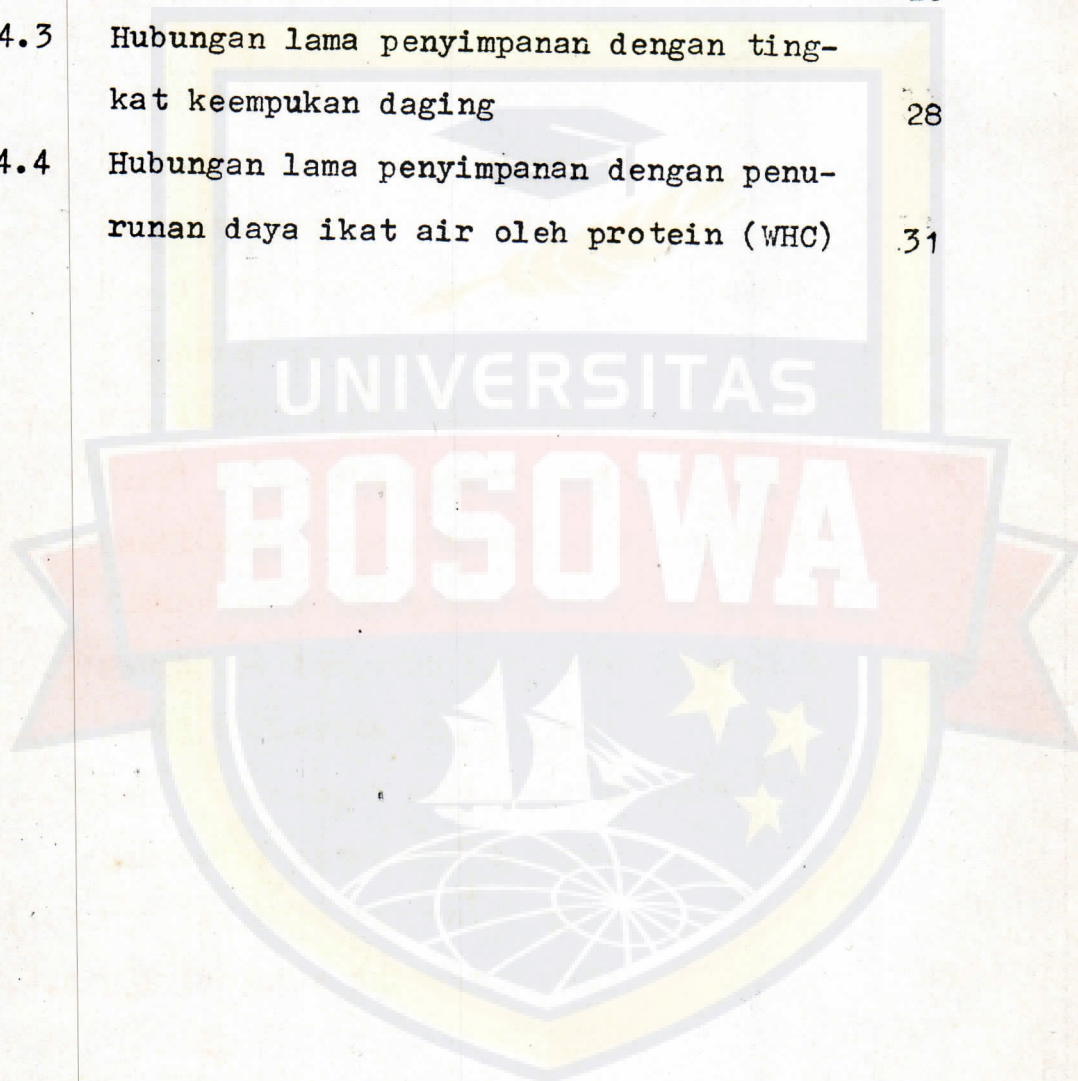 4.3 Hubungan lama penyimpanan dengan ting-
kat keempukan daging 28
4.4 Hubungan lama penyimpanan dengan penu-
runan daya ikat air oleh protein (WHC) 31
UNIVERSITAS
BOSOWA